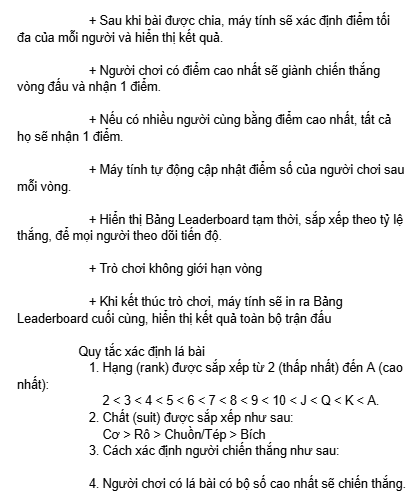 + Sau khi bài được chia, máy tính sẽ xác định điểm tối
đa của mỗi người và hiển thị kết quả.
+ Người chơi có điểm cao nhất sẽ giành chiến thắng
vòng đấu và nhận 1 điểm.
+ Nếu có nhiều người cùng bằng điểm cao nhất, tất cả
họ sẽ nhận 1 điểm.
+ Máy tính tự động cập nhật điểm số của người chơi sau
mỗi vòng.
+ Hiển thị Bảng Leaderboard tạm thời, sắp xếp theo tỷ lệ
thắng, để mọi người theo dõi tiến độ.
+ Trò chơi không giới hạn vòng
+ Khi kết thúc trò chơi, máy tính sẽ in ra Bảng
Leaderboard cuối cùng, hiển thị kết quả toàn bộ trận đấu
Quy tắc xác định lá bài
1. Hạng (rank) được sắp xếp từ 2 (thấp nhất) đến A (cao
nhất):
2 < 3 < 4 < 5 < 6 < 7 < 8 < 9 < 10 < J < Q < K < A.
2. Chất (suit) được sắp xếp như sau:
Cơ > Rô > Chuồn/Tép > Bích
3. Cách xác định người chiến thắng như sau:
4. Người chơi có lá bài có bộ số cao nhất sẽ chiến thắng.